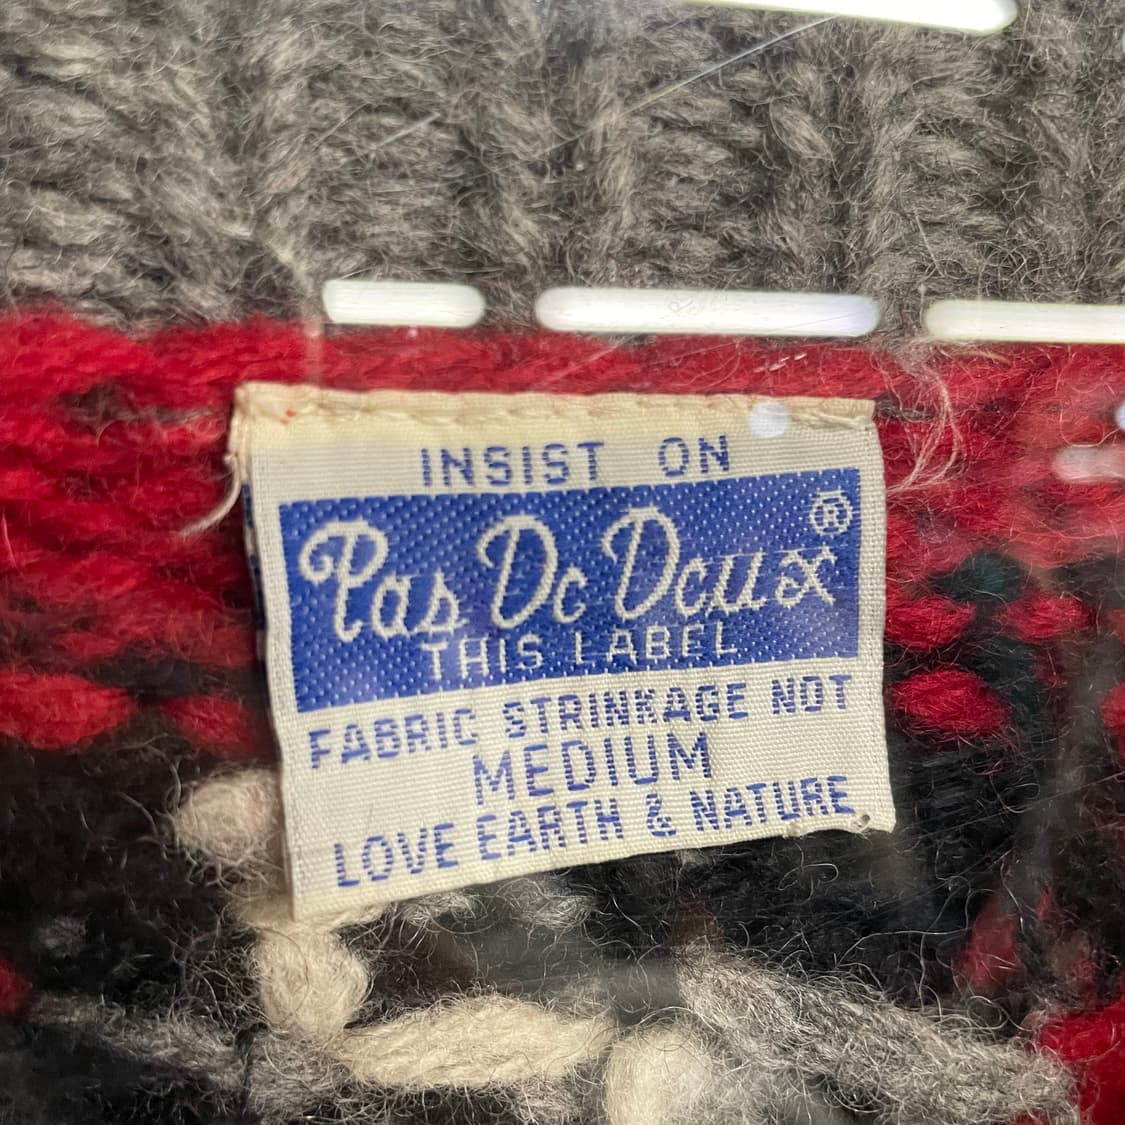 INSIST ON
Pas De Deux ®
THIS LABEL
FABRIC STRINKAGE NOT
MEDIUM
LOVE EARTH & NATURE